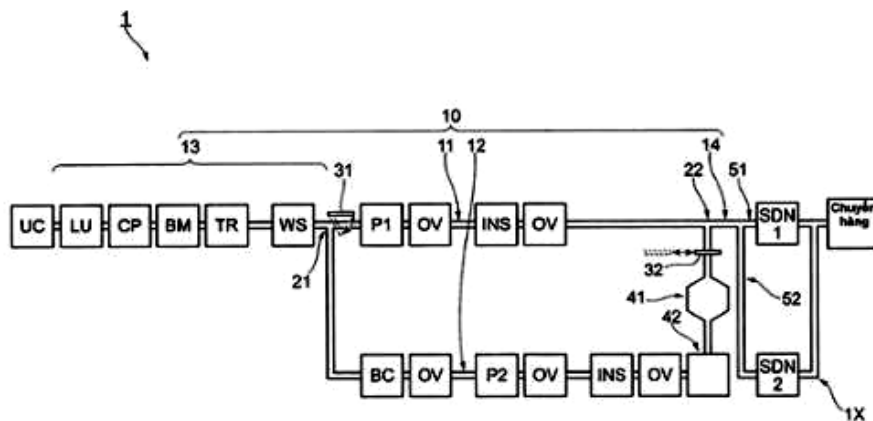 1
10
13
11
12
14
31
22
51
UC
LU
CP
BM
TR
WS
P1
OV
INS
OV
SDN
1
Chuyển
hàng
21
32
41
52
42
BC
OV
P2
OV
INS
OV
SDN
2
1X